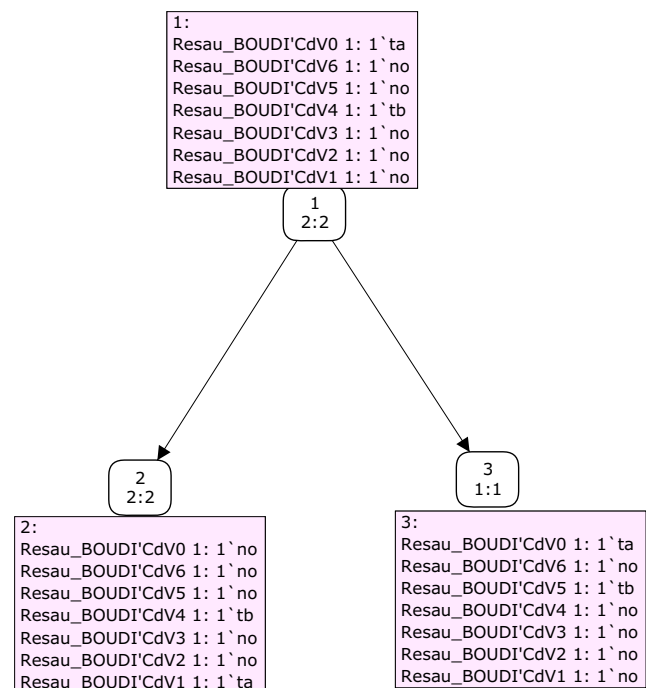 1:
Resau_BOUDI'CdV0 1: 1`ta
Resau_BOUDI'CdV6 1: 1`no
Resau_BOUDI'CdV5 1: 1`no
Resau_BOUDI'CdV4 1: 1`tb
Resau_BOUDI'CdV3 1: 1`no
Resau_BOUDI'CdV2 1: 1`no
Resau_BOUDI'CdV1 1: 1`no
1
2:2
2
2:2
3
1:1
2:
Resau_BOUDI'CdV0 1: 1`no
Resau_BOUDI'CdV6 1: 1`no
Resau_BOUDI'CdV5 1: 1`no
Resau_BOUDI'CdV4 1: 1`tb
Resau_BOUDI'CdV3 1: 1`no
Resau_BOUDI'CdV2 1: 1`no
Resau_BOUDI'CdV1 1: 1`ta
3:
Resau_BOUDI'CdV0 1: 1`ta
Resau_BOUDI'CdV6 1: 1`no
Resau_BOUDI'CdV5 1: 1`tb
Resau_BOUDI'CdV4 1: 1`no
Resau_BOUDI'CdV3 1: 1`no
Resau_BOUDI'CdV2 1: 1`no
Resau_BOUDI'CdV1 1: 1`no